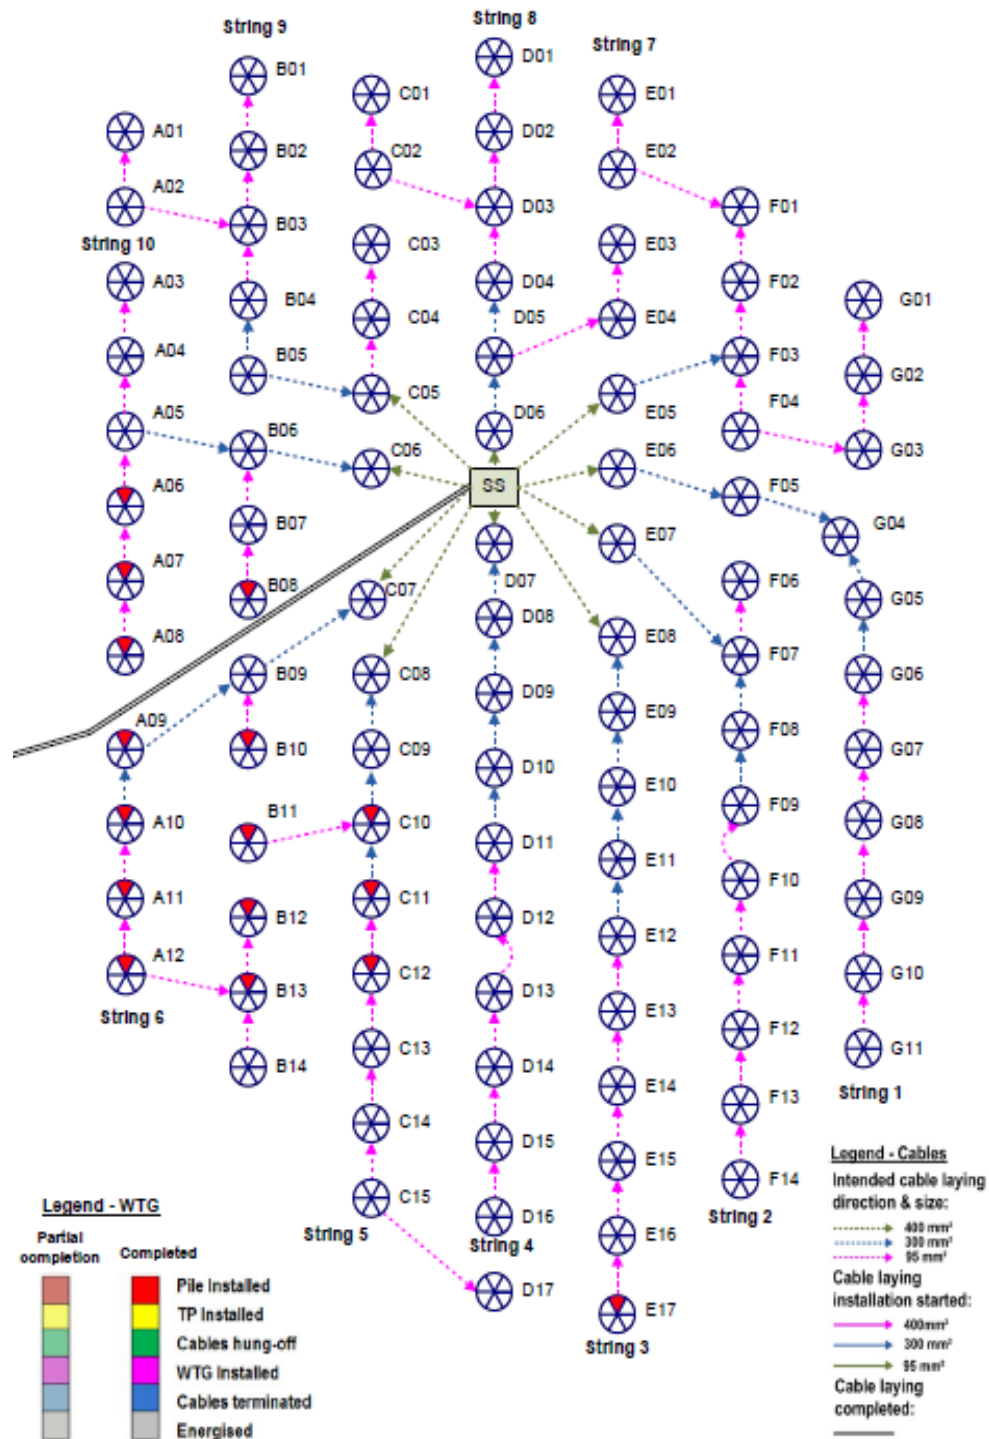 String 8
String 9
String 7
D01
B01
C01
E01
A01
D02
B02
C02
E02
A02
D03
F01
B03
String 10
C03
E03
A03
D04
F02
B04
G01
C04
D05
E04
A04
B05
F03
G02
C05
E05
F04
A05
D06
B06
C06
E06
G03
A06
SS
F05
B07
E07
G04
A07
D07
F06
B08
C07
G05
A08
D08
E08
F07
B09
C08
G06
A09
D09
E09
F08
B10
C09
G07
A10
D10
E10
F09
B11
C10
G08
A11
D11
E11
F10
B12
C11
G09
A12
D12
E12
F11
B13
C12
G10
String 6
D13
E13
F12
B14
C13
G11
D14
E14
String 1
F13
C14
D15
E15
F14
C15
D16
E16
String 2
String 5
String 4
D17
E17
String 3
Legend - WTG
Partial completion
Completed
Pile Installed
TP Installed
Cables hung-off
WTG Installed
Cables terminated
Energised
Legend - Cables
Intended cable laying
direction & size:
400 mm²
300 mm²
95 mm²
Cable laying
installation started:
400mm²
300 mm²
95 mm²
Cable laying
completed: